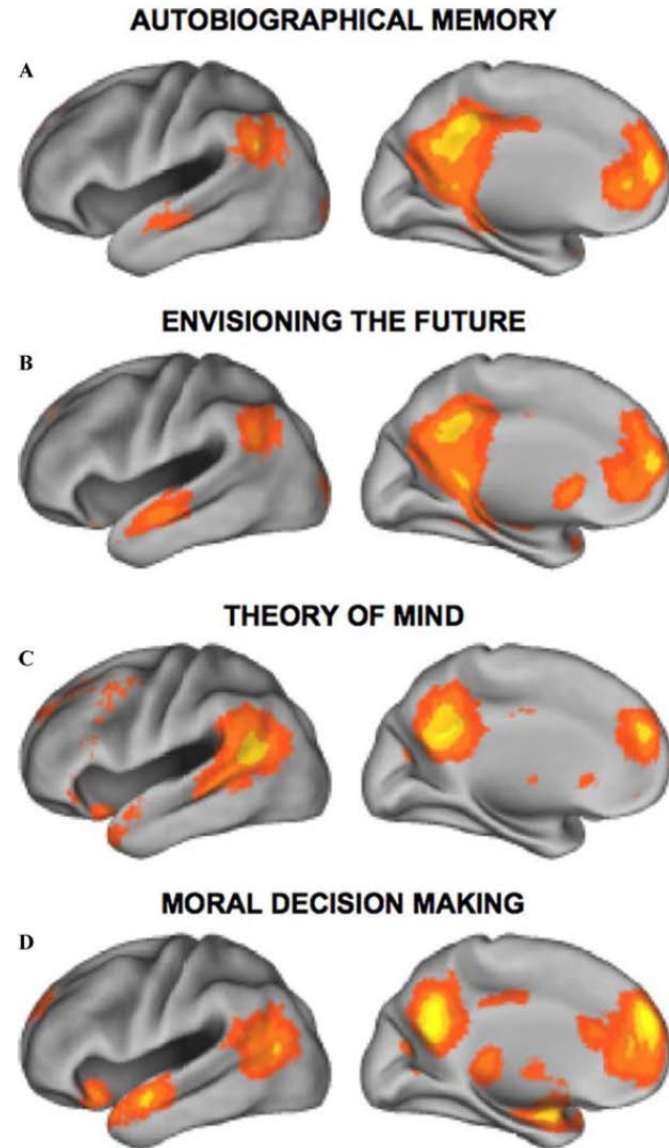 AUTOBIOGRAPHICAL MEMORY
A
ENVISIONING THE FUTURE
B
THEORY OF MIND
C
MORAL DECISION MAKING
D